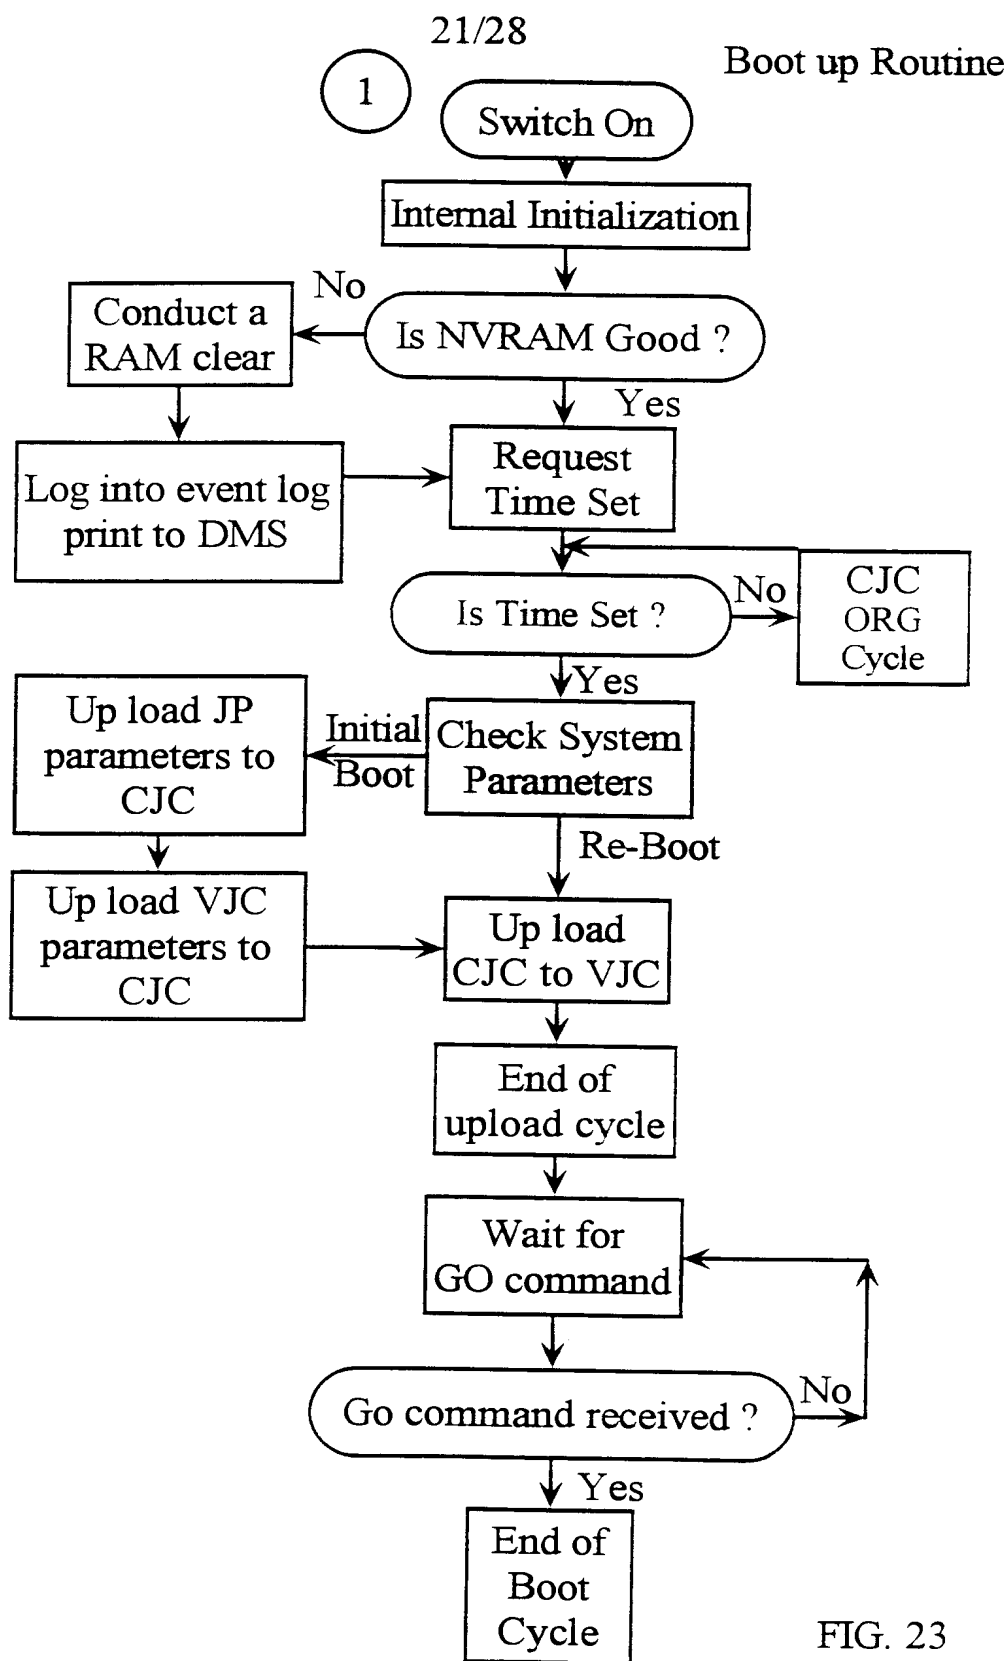 21/28
Boot up Routine
1
Switch On
Internal Initialization
No
Conduct a
RAM clear
Is NVRAM Good ?
Yes
Log into event log
print to DMS
Request
Time Set
Is Time Set ?
No
CJC
ORG
Cycle
Yes
Up load JP
parameters to
CJC
Initial
Boot
Check System
Parameters
Re-Boot
Up load VJC
parameters to
CJC
Up load
CJC to VJC
End of
upload cycle
Wait for
GO command
Go command received ?
No
Yes
End of
Boot
Cycle
FIG. 23